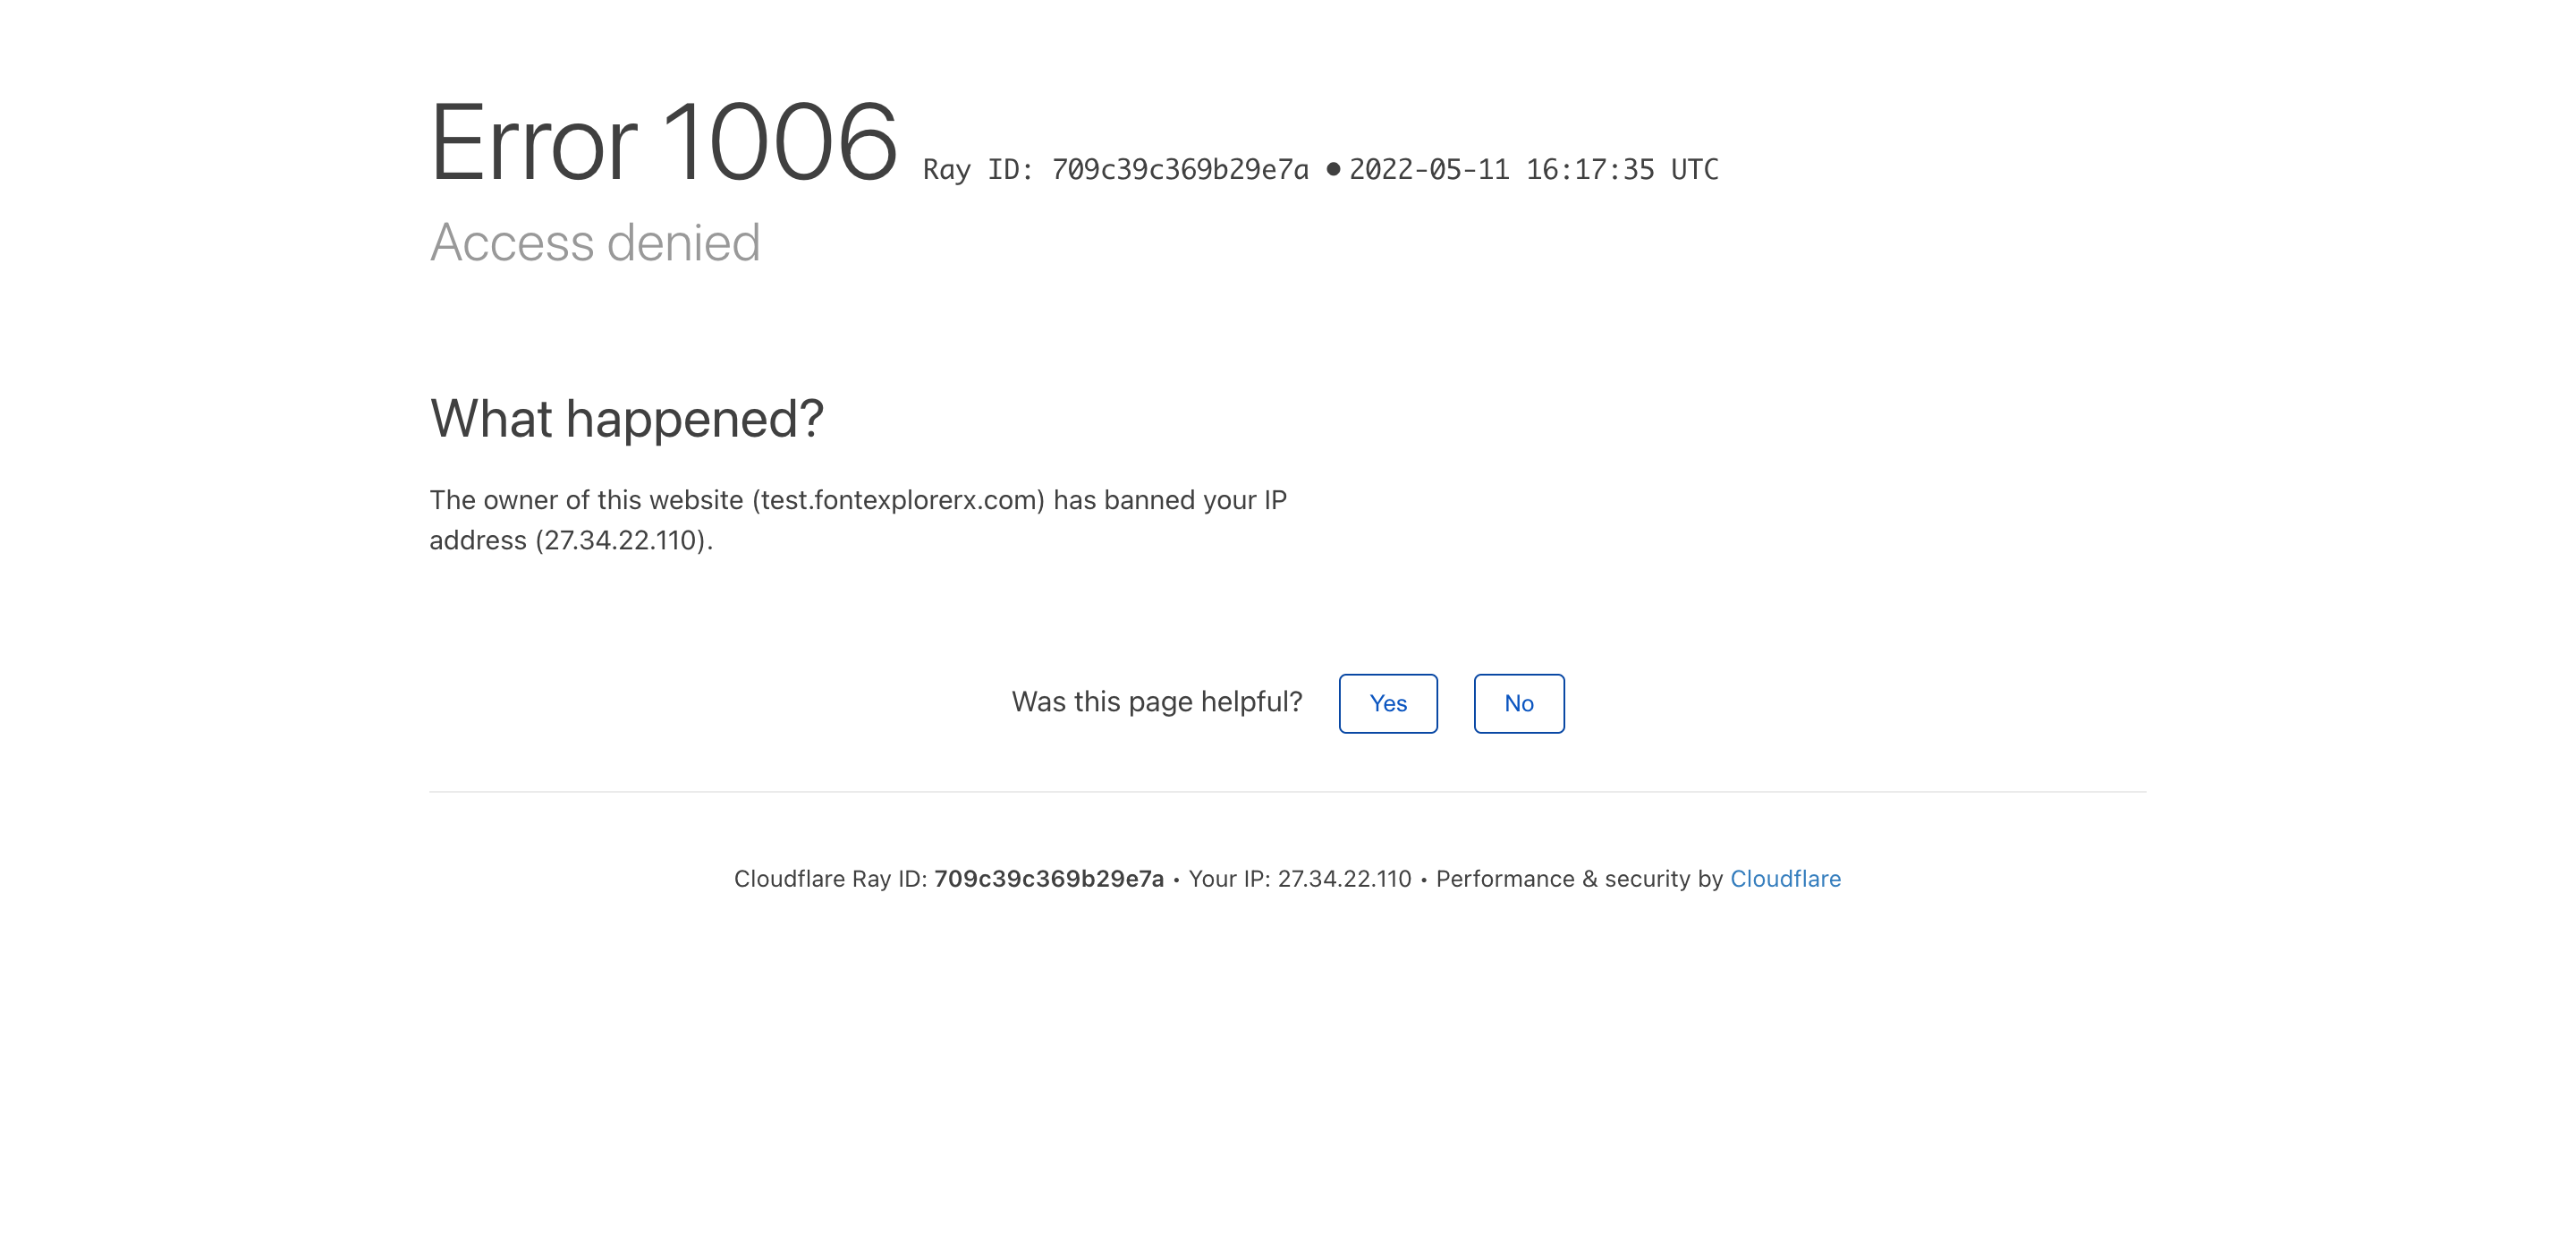 Error 1006 Ray ID: 709c39c369b29e7a • 2022-05-11 16:17:35 UTC
Access denied
What happened?
The owner of this website (test.fontexplorerx.com) has banned your IP
address (27.34.22.110).
Was this page helpful? Yes No
Cloudflare Ray ID: 709c39c369b29e7a • Your IP: 27.34.22.110 • Performance & security by Cloudflare